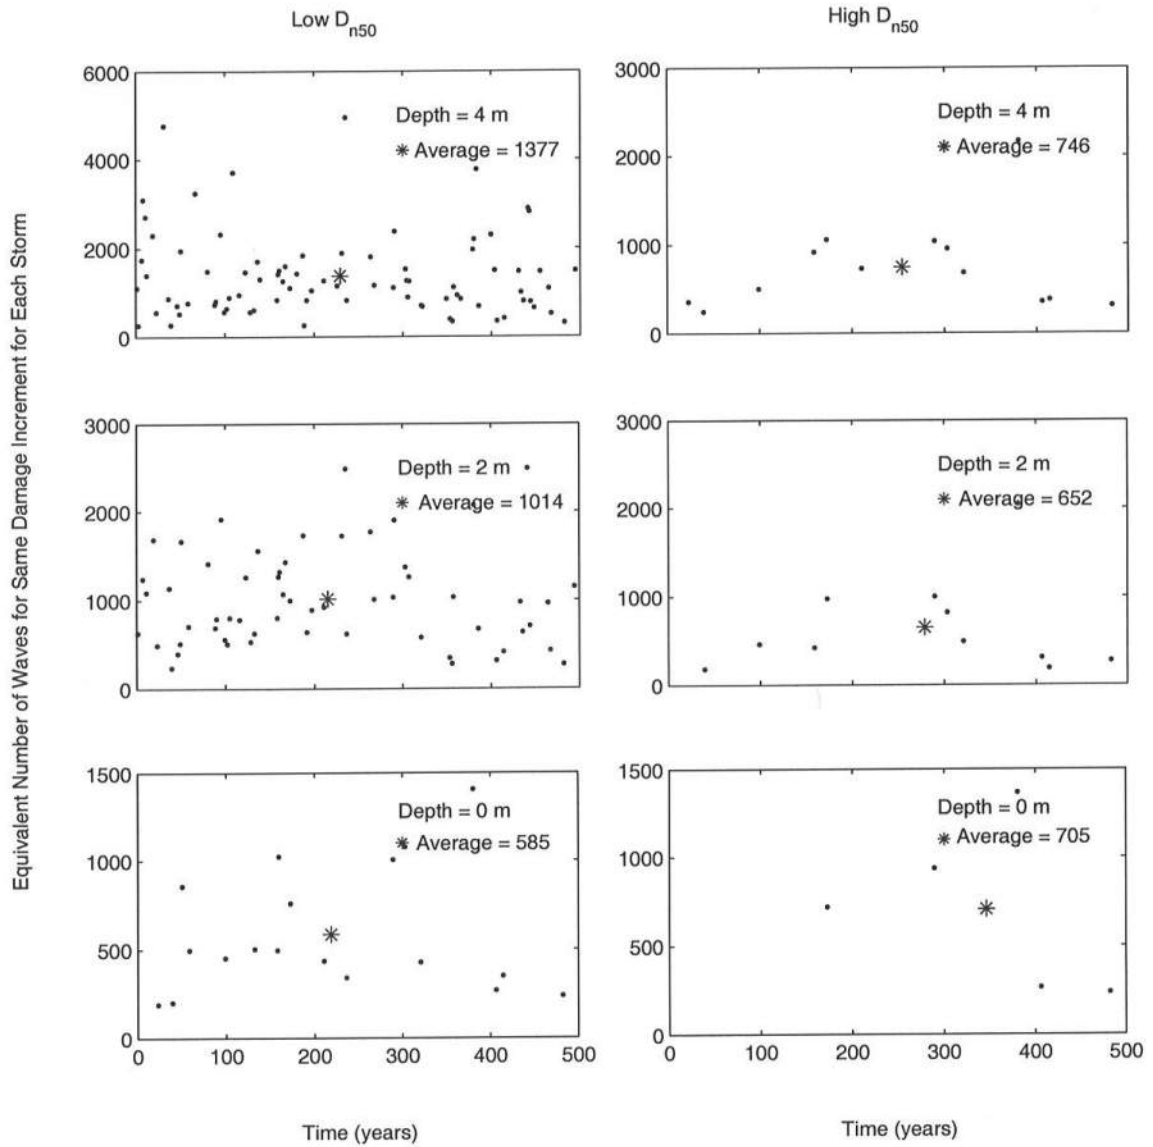 Low Dn50
High Dn50
Equivalent Number of Waves for Same Damage Increment for Each Storm
6000
4000
2000
0
Depth = 4 m
* Average = 1377
3000
2000
1000
0
Depth = 4 m
* Average = 746
3000
2000
1000
0
Depth = 2 m
* Average = 1014
3000
2000
1000
0
Depth = 2 m
* Average = 652
1500
1000
500
0
Depth = 0 m
* Average = 585
0 100 200 300 400 500
Time (years)
1500
1000
500
0
Depth = 0 m
* Average = 705
0 100 200 300 400 500
Time (years)